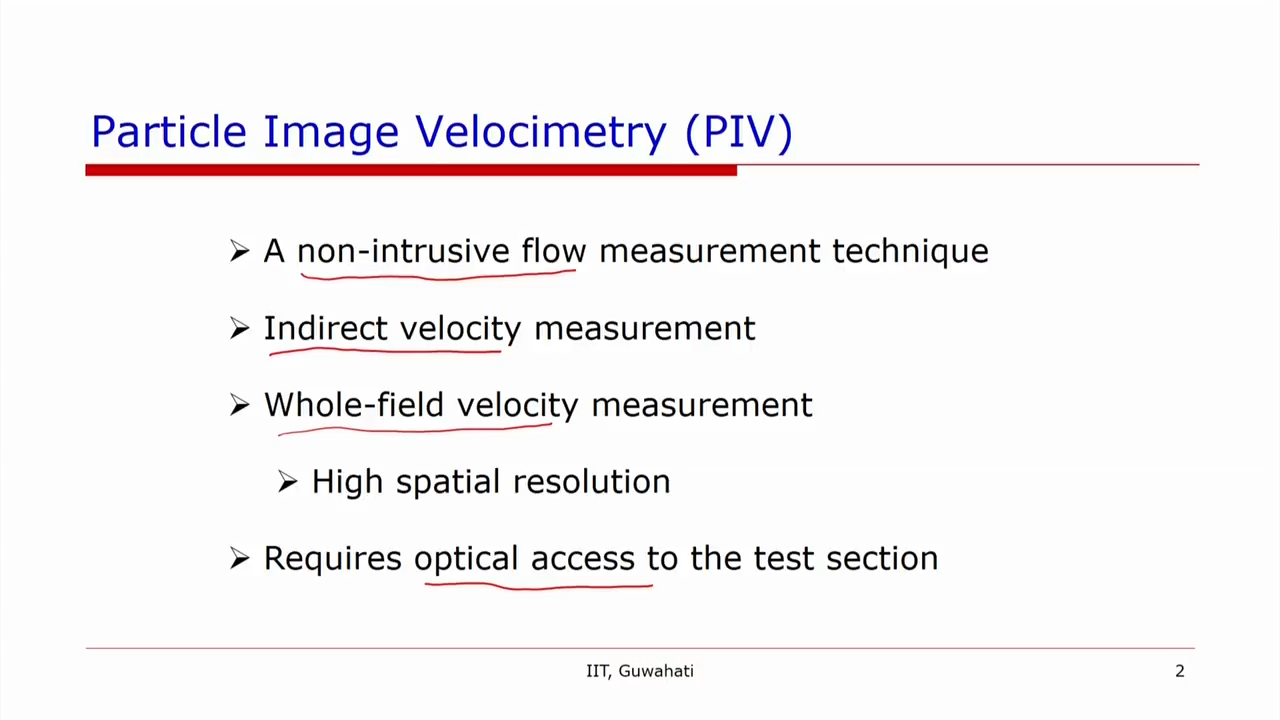 Particle Image Velocimetry (PIV)
➢ A non-intrusive flow measurement technique
➢ Indirect velocity measurement
➢ Whole-field velocity measurement
➢ High spatial resolution
➢ Requires optical access to the test section
IIT, Guwahati
2